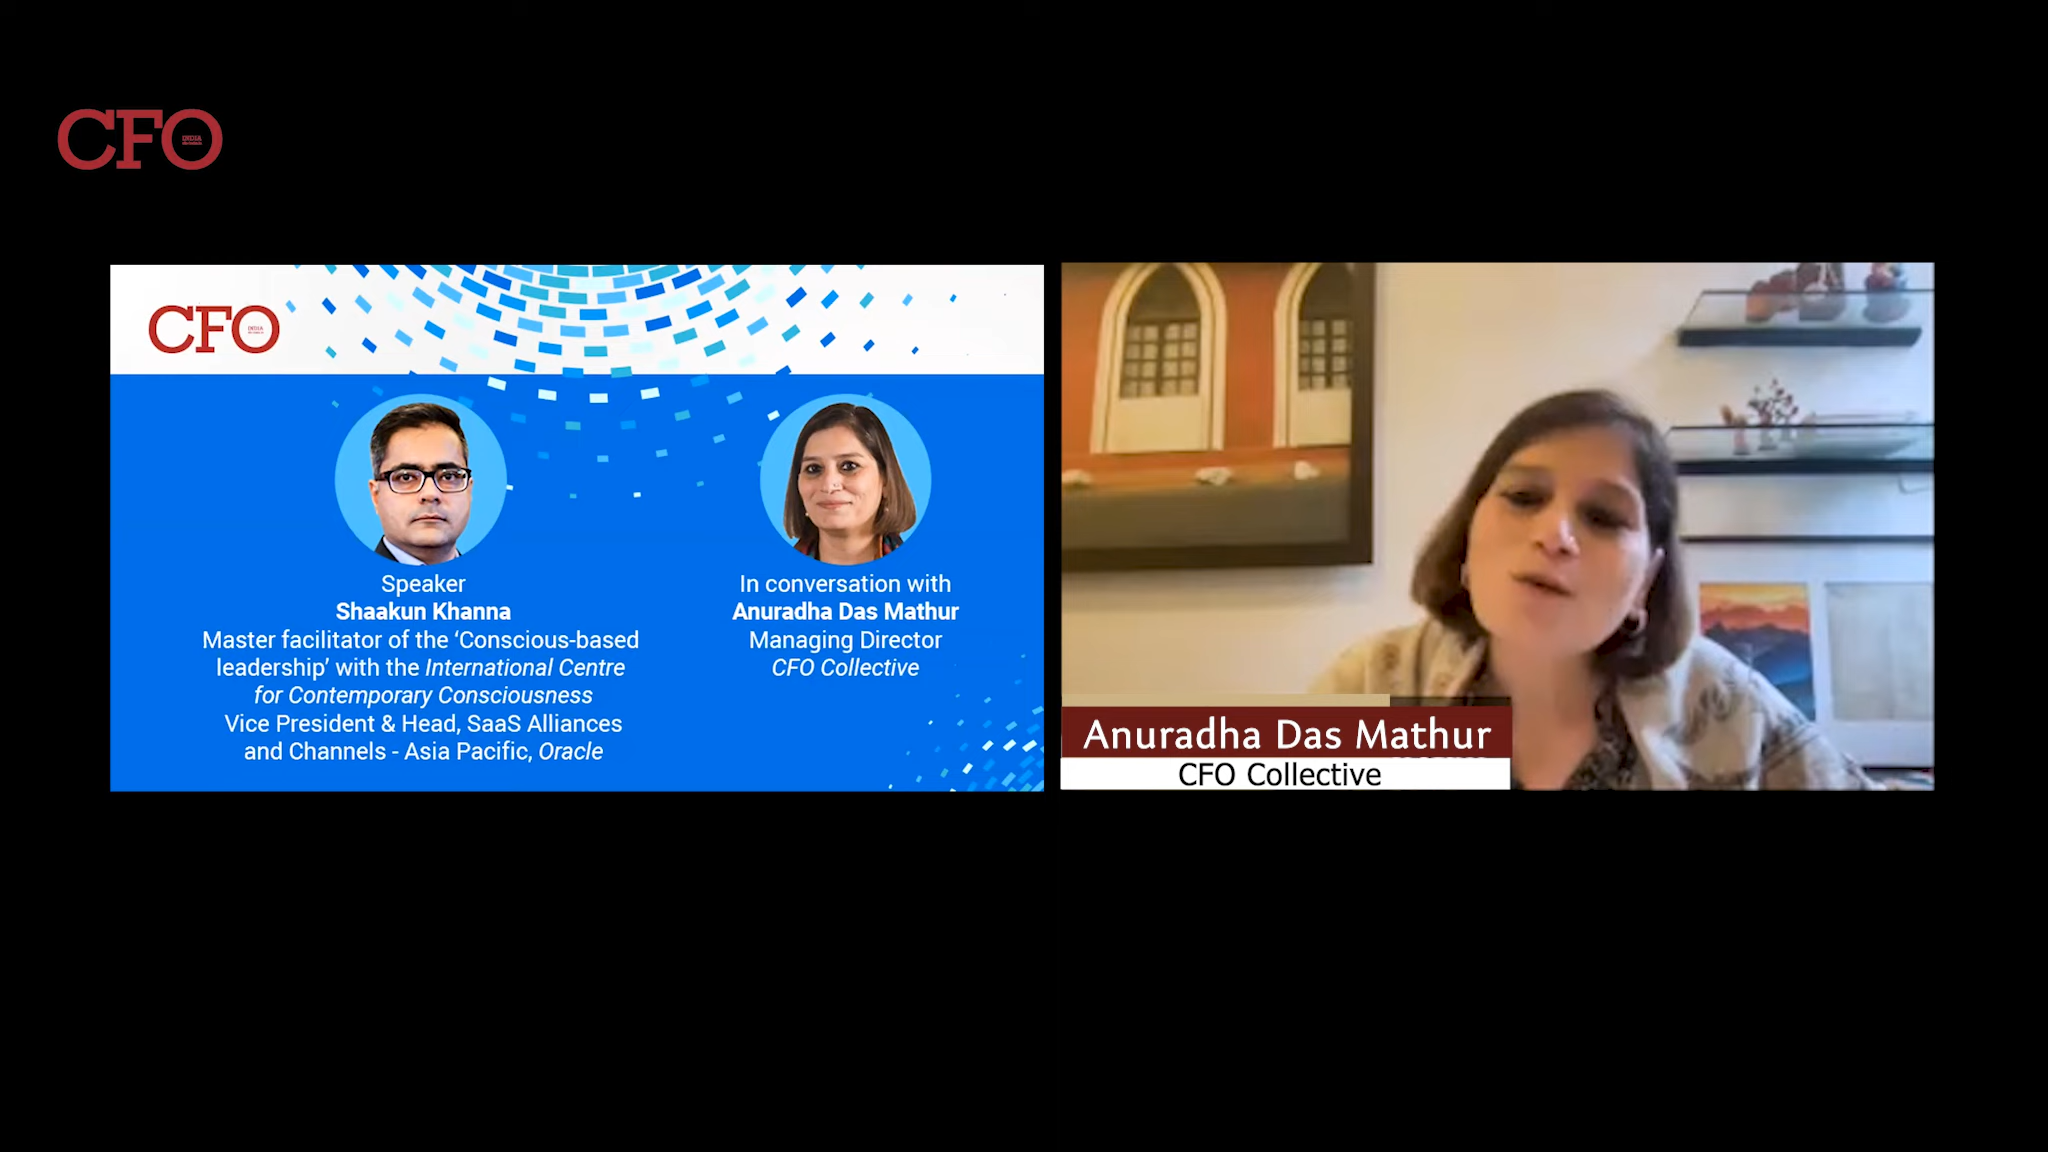 CFO
INDIA
CFO
INDIA
Speaker
Shaakun Khanna
Master facilitator of the ‘Conscious-based
leadership’ with the International Centre
for Contemporary Consciousness
Vice President & Head, SaaS Alliances
and Channels - Asia Pacific, Oracle
In conversation with
Anuradha Das Mathur
Managing Director
CFO Collective
Anuradha Das Mathur
CFO Collective